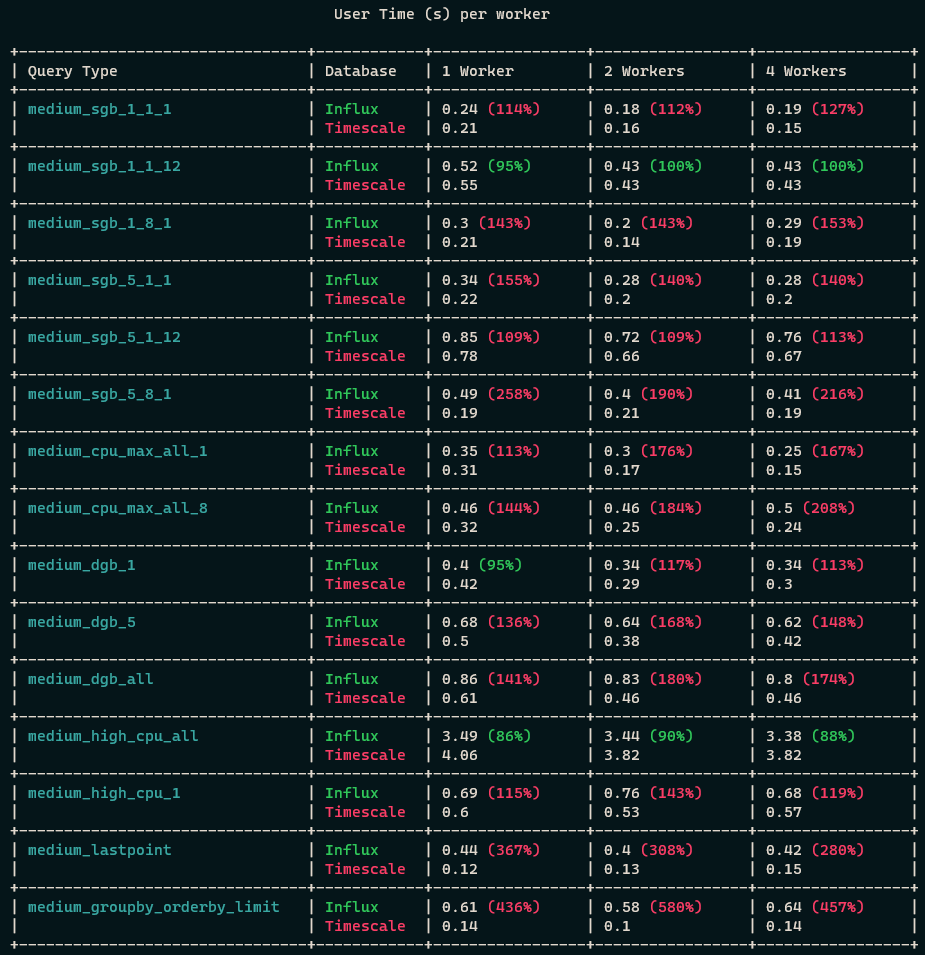 User Time (s) per worker
Query Type | Database | 1 Worker | 2 Workers | 4 Workers
medium_sgb_1_1_1 | Influx | 0.24 (114%) | 0.18 (112%) | 0.19 (127%)
Timescale | 0.21 | 0.16 | 0.15
medium_sgb_1_1_12 | Influx | 0.52 (95%) | 0.43 (100%) | 0.43 (100%)
Timescale | 0.55 | 0.43 | 0.43
medium_sgb_1_8_1 | Influx | 0.3 (143%) | 0.2 (143%) | 0.29 (153%)
Timescale | 0.21 | 0.14 | 0.19
medium_sgb_5_1_1 | Influx | 0.34 (155%) | 0.28 (140%) | 0.28 (140%)
Timescale | 0.22 | 0.2 | 0.2
medium_sgb_5_1_12 | Influx | 0.85 (109%) | 0.72 (109%) | 0.76 (113%)
Timescale | 0.78 | 0.66 | 0.67
medium_sgb_5_8_1 | Influx | 0.49 (258%) | 0.4 (190%) | 0.41 (216%)
Timescale | 0.19 | 0.21 | 0.19
medium_cpu_max_all_1 | Influx | 0.35 (113%) | 0.3 (176%) | 0.25 (167%)
Timescale | 0.31 | 0.17 | 0.15
medium_cpu_max_all_8 | Influx | 0.46 (144%) | 0.46 (184%) | 0.5 (208%)
Timescale | 0.32 | 0.25 | 0.24
medium_dgb_1 | Influx | 0.4 (95%) | 0.34 (117%) | 0.34 (113%)
Timescale | 0.42 | 0.29 | 0.3
medium_dgb_5 | Influx | 0.68 (136%) | 0.64 (168%) | 0.62 (148%)
Timescale | 0.5 | 0.38 | 0.42
medium_dgb_all | Influx | 0.86 (141%) | 0.83 (180%) | 0.8 (174%)
Timescale | 0.61 | 0.46 | 0.46
medium_high_cpu_all | Influx | 3.49 (86%) | 3.44 (90%) | 3.38 (88%)
Timescale | 4.06 | 3.82 | 3.82
medium_high_cpu_1 | Influx | 0.69 (115%) | 0.76 (143%) | 0.68 (119%)
Timescale | 0.6 | 0.53 | 0.57
medium_lastpoint | Influx | 0.44 (367%) | 0.4 (308%) | 0.42 (280%)
Timescale | 0.12 | 0.13 | 0.15
medium_groupby_orderby_limit | Influx | 0.61 (436%) | 0.58 (580%) | 0.64 (457%)
Timescale | 0.14 | 0.1 | 0.14